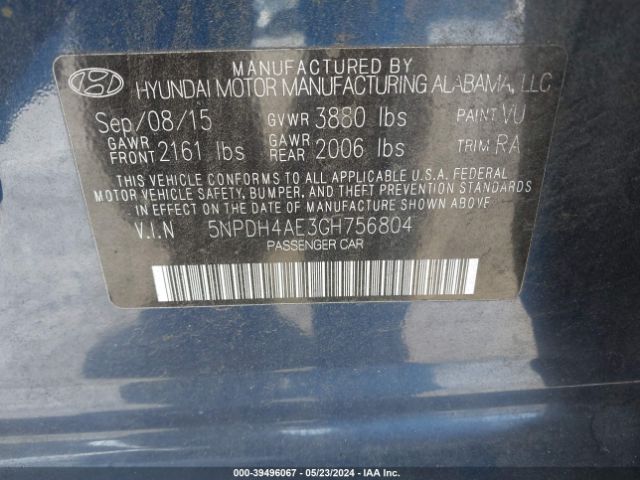 MANUFACTURED BY
HYUNDAI MOTOR MANUFACTURING ALABAMA, LLC
Sep/08/15 GVWR 3880 lbs PAINT VU
GAWR FRONT 2161 lbs GAWR REAR 2006 lbs TRIM RA
THIS VEHICLE CONFORMS TO ALL APPLICABLE U.S.A. FEDERAL
MOTOR VEHICLE SAFETY, BUMPER, AND THEFT PREVENTION STANDARDS
IN EFFECT ON THE DATE OF MANUFACTURE SHOWN ABOVE.
V.I.N 5NPDH4AE3GH756804
PASSENGER CAR
000-39496067 - 05/23/2024 - IAA Inc.